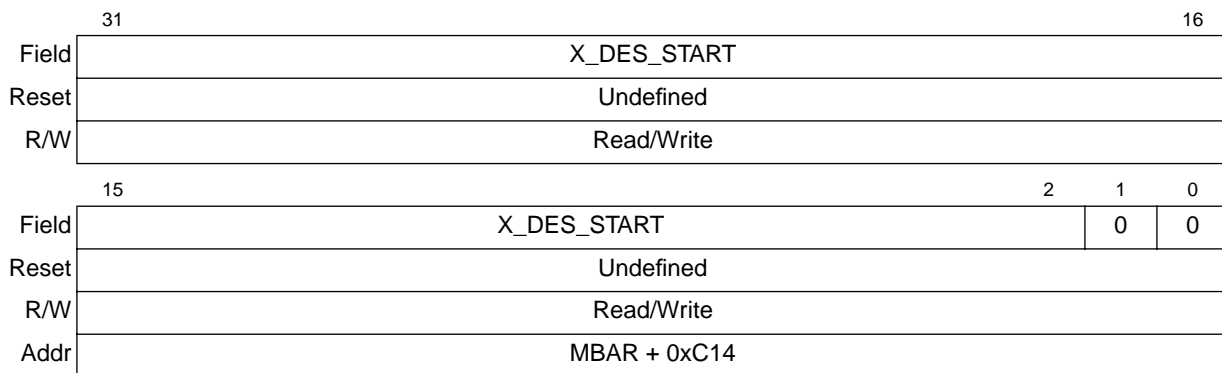 31 16
Field X_DES_START
Reset Undefined
R/W Read/Write
15 2 1 0
Field X_DES_START 0 0
Reset Undefined
R/W Read/Write
Addr MBAR + 0xC14